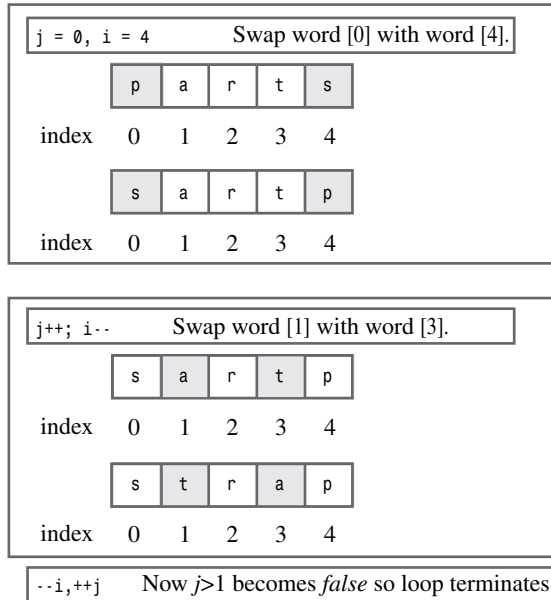 j = 0, i = 4 Swap word [0] with word [4].
p a r t s
index 0 1 2 3 4
s a r t p
index 0 1 2 3 4
j++; i-- Swap word [1] with word [3].
s a r t p
index 0 1 2 3 4
s t r a p
index 0 1 2 3 4
--i,++j Now j>1 becomes false so loop terminates